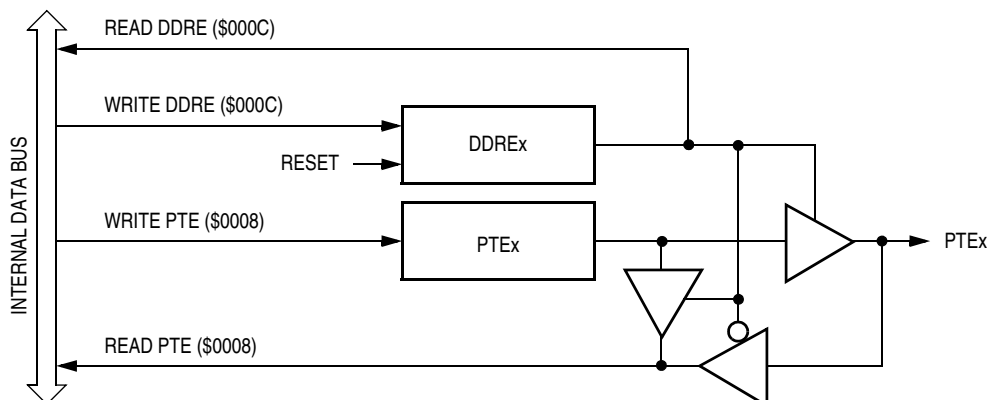 READ DDRE ($000C)
WRITE DDRE ($000C)
DDREx
RESET
INTERNAL DATA BUS
WRITE PTE ($0008)
PTEx
PTEx
READ PTE ($0008)